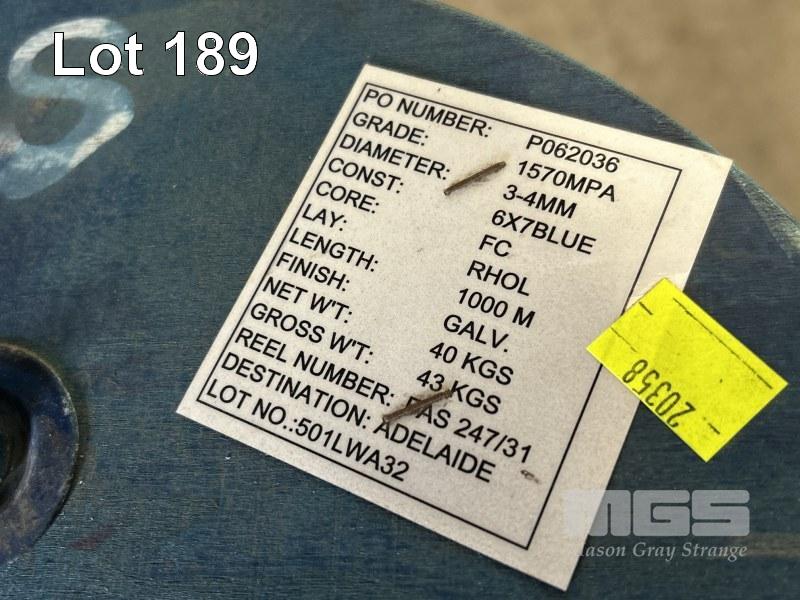 Lot 189
PO NUMBER: P062036
GRADE: 1570MPA
DIAMETER: 3-4MM
CONST: 6X7BLUE
CORE: FC
LAY: RHOL
LENGTH: 1000 M
FINISH: GALV.
NET W'T: 40 KGS
GROSS W'T: 43 KGS
REEL NUMBER: 247/31
DESTINATION: ADELAIDE
LOT NO.:501LWA32
20358
MGS
Mason Gray Strange